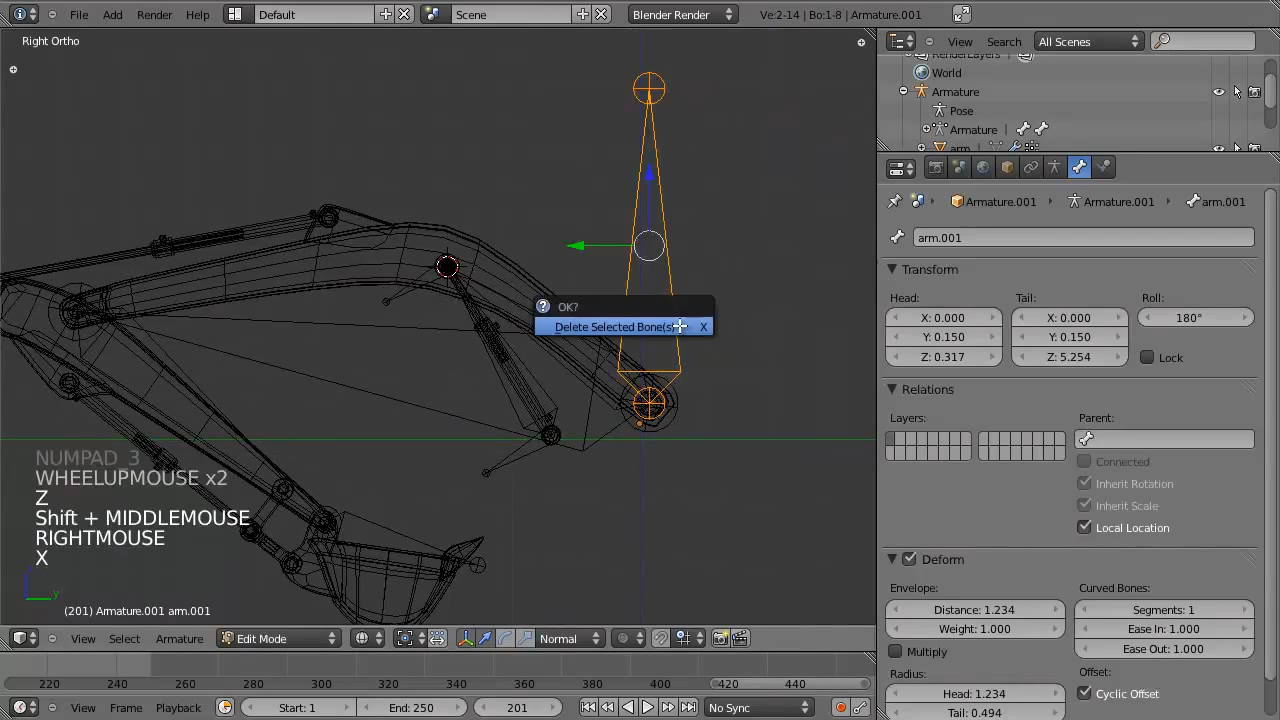 File Add Render Help Default Scene Blender Render Ve:2-14 | Bo:1-8 | Armature.001
Right Ortho
View Search All Scenes
RenderLayers
World
Armature
Pose
Armature
arm
Armature.001 Armature.001 arm.001
arm.001
Transform
Head: Tail: Roll:
X: 0.000 X: 0.000 180°
Y: 0.150 Y: 0.150
Z: 0.317 Z: 5.254 Lock
Relations
Layers: Parent:
Connected
Inherit Rotation
Inherit Scale
Local Location
Deform
Envelope: Curved Bones:
Distance: 1.234 Segments: 1
Weight: 1.000 Ease In: 1.000
Multiply Ease Out: 1.000
Radius: Offset:
Head: 1.234 Cyclic Offset
Tail: 0.494
OK?
Delete Selected Bone(s) X
NUMPAD_3
WHEELUPMOUSE x2
Z
Shift + MIDDLEMOUSE
RIGHTMOUSE
X
y
(201) Armature.001 arm.001
View Select Armature Edit Mode Normal
220 240 260 280 300 320 340 360 380 400 420 440
View Frame Playback Start: 1 End: 250 201 No Sync